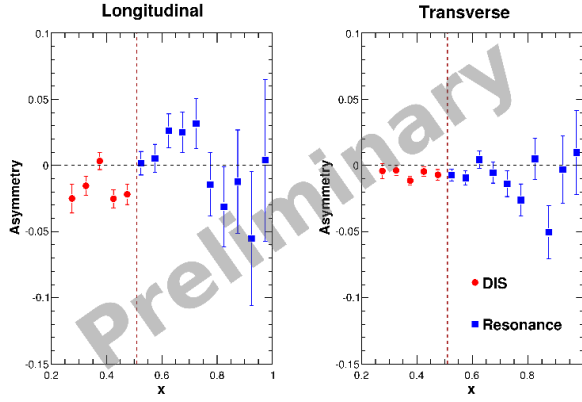 Longitudinal
Transverse
0.1
0.05
0
-0.05
-0.1
-0.15
Asymmetry
0.2
0.4
0.6
0.8
1
x
0.1
0.05
0
-0.05
-0.1
-0.15
Asymmetry
0.2
0.4
0.6
0.8
x
DIS
Resonance
Preliminary